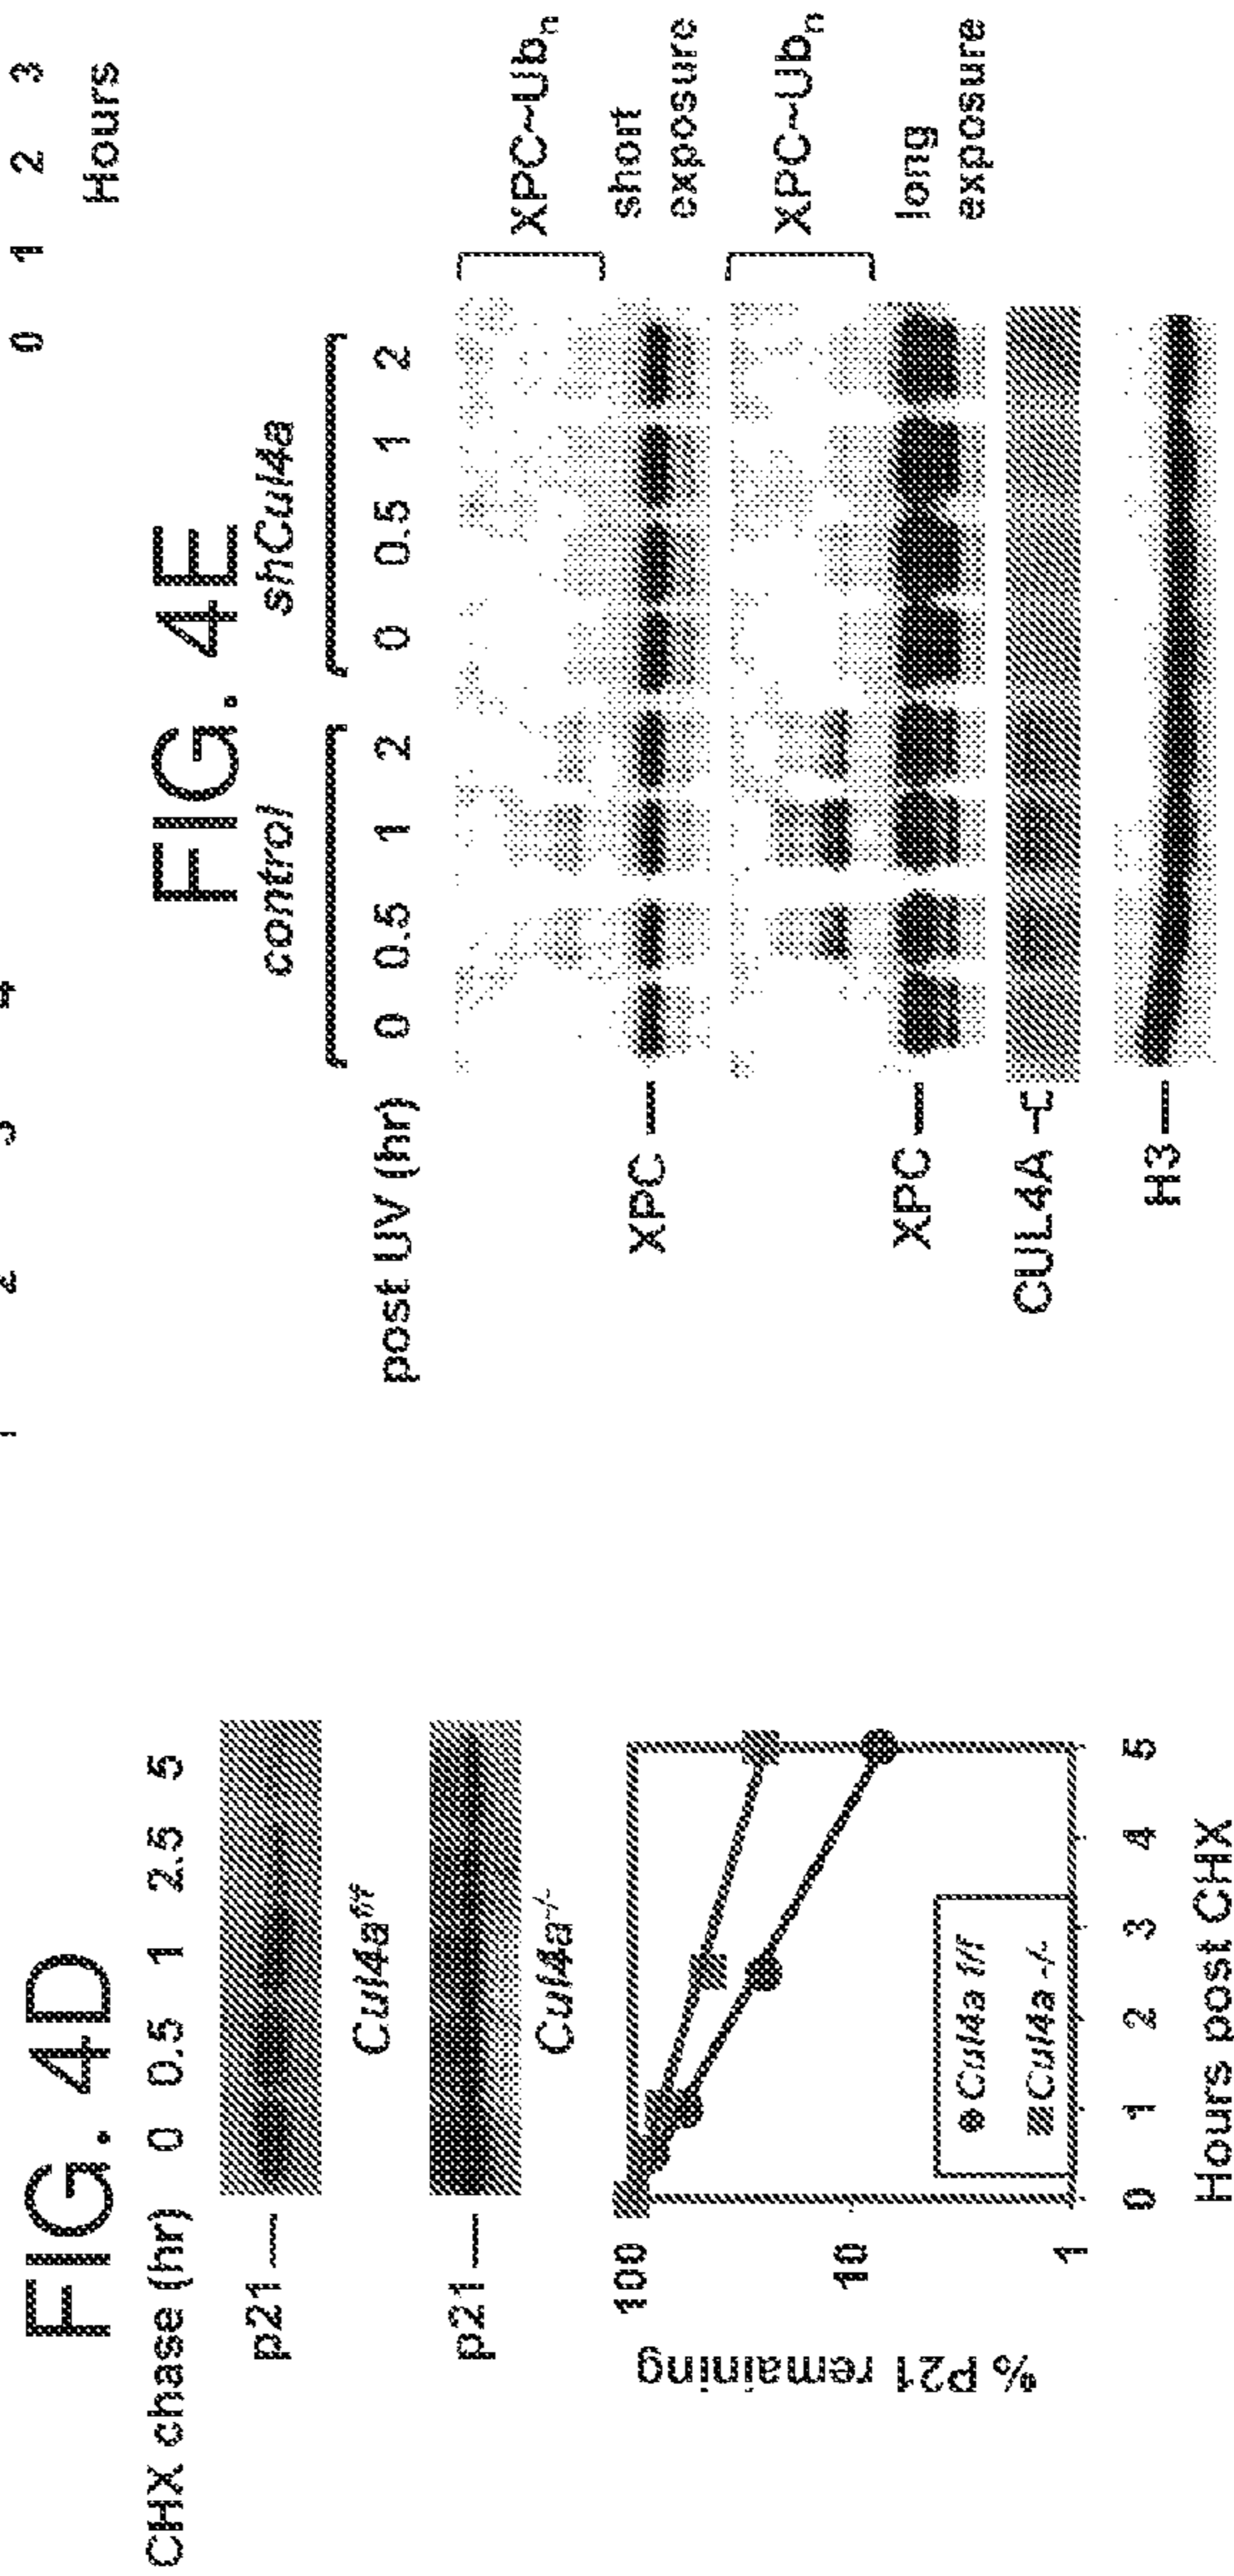 0 1 2 3
Hours
FIG. 4D
CHX chase (hr) 0 0.5 1 2.5 5
p21
Cul4a^f/f
p21
Cul4a^-/-
% P21 remaining
100
10
1
Cul4a f/f
Cul4a -/-
0 1 2 3 4 5
Hours post CHX
FIG. 4E
control shCul4a
post UV (hr) 0 0.5 1 2 0 0.5 1 2
XPC~Ubₙ
XPC
short
exposure
XPC~Ubₙ
XPC
long
exposure
CUL4A
H3